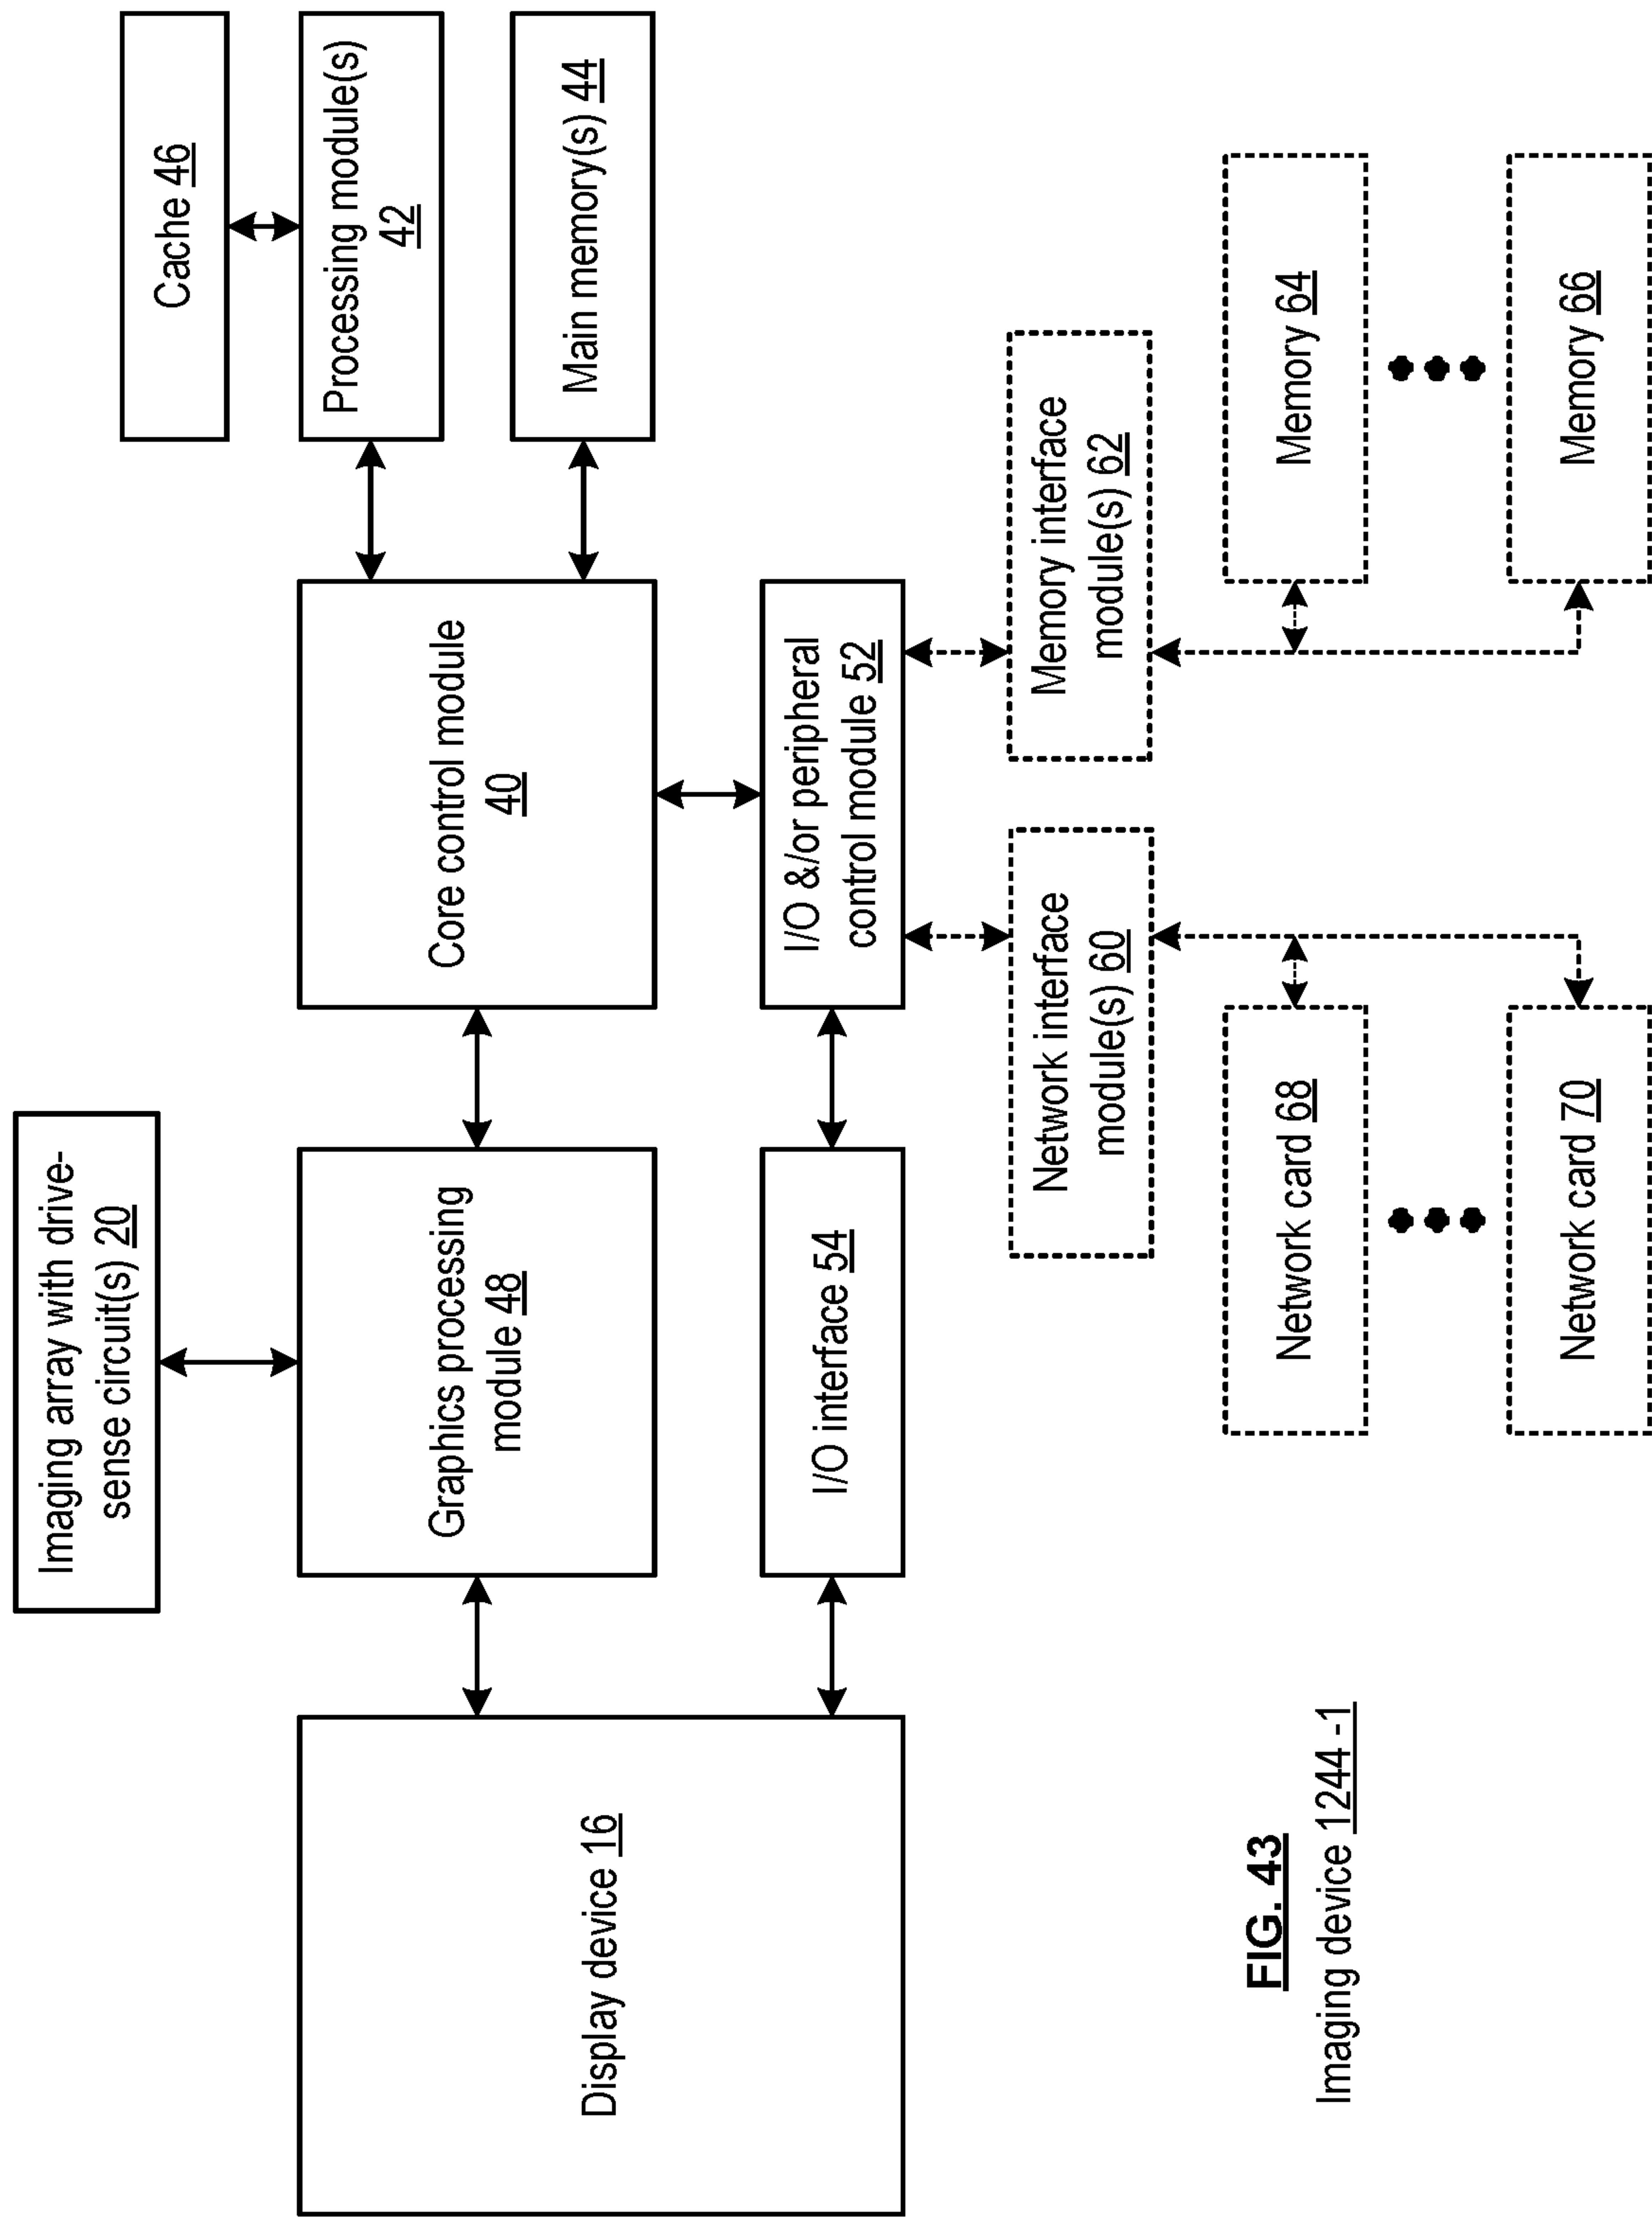 Imaging array with drive-
sense circuit(s) 20
Cache 46
Display device 16
Graphics processing
module 48
Core control module
40
Processing module(s)
42
Main memory(s) 44
I/O interface 54
I/O &/or peripheral
control module 52
Network interface
module(s) 60
Memory interface
module(s) 62
Network card 68
Memory 64
Network card 70
Memory 66
FIG. 43
Imaging device 1244 -1